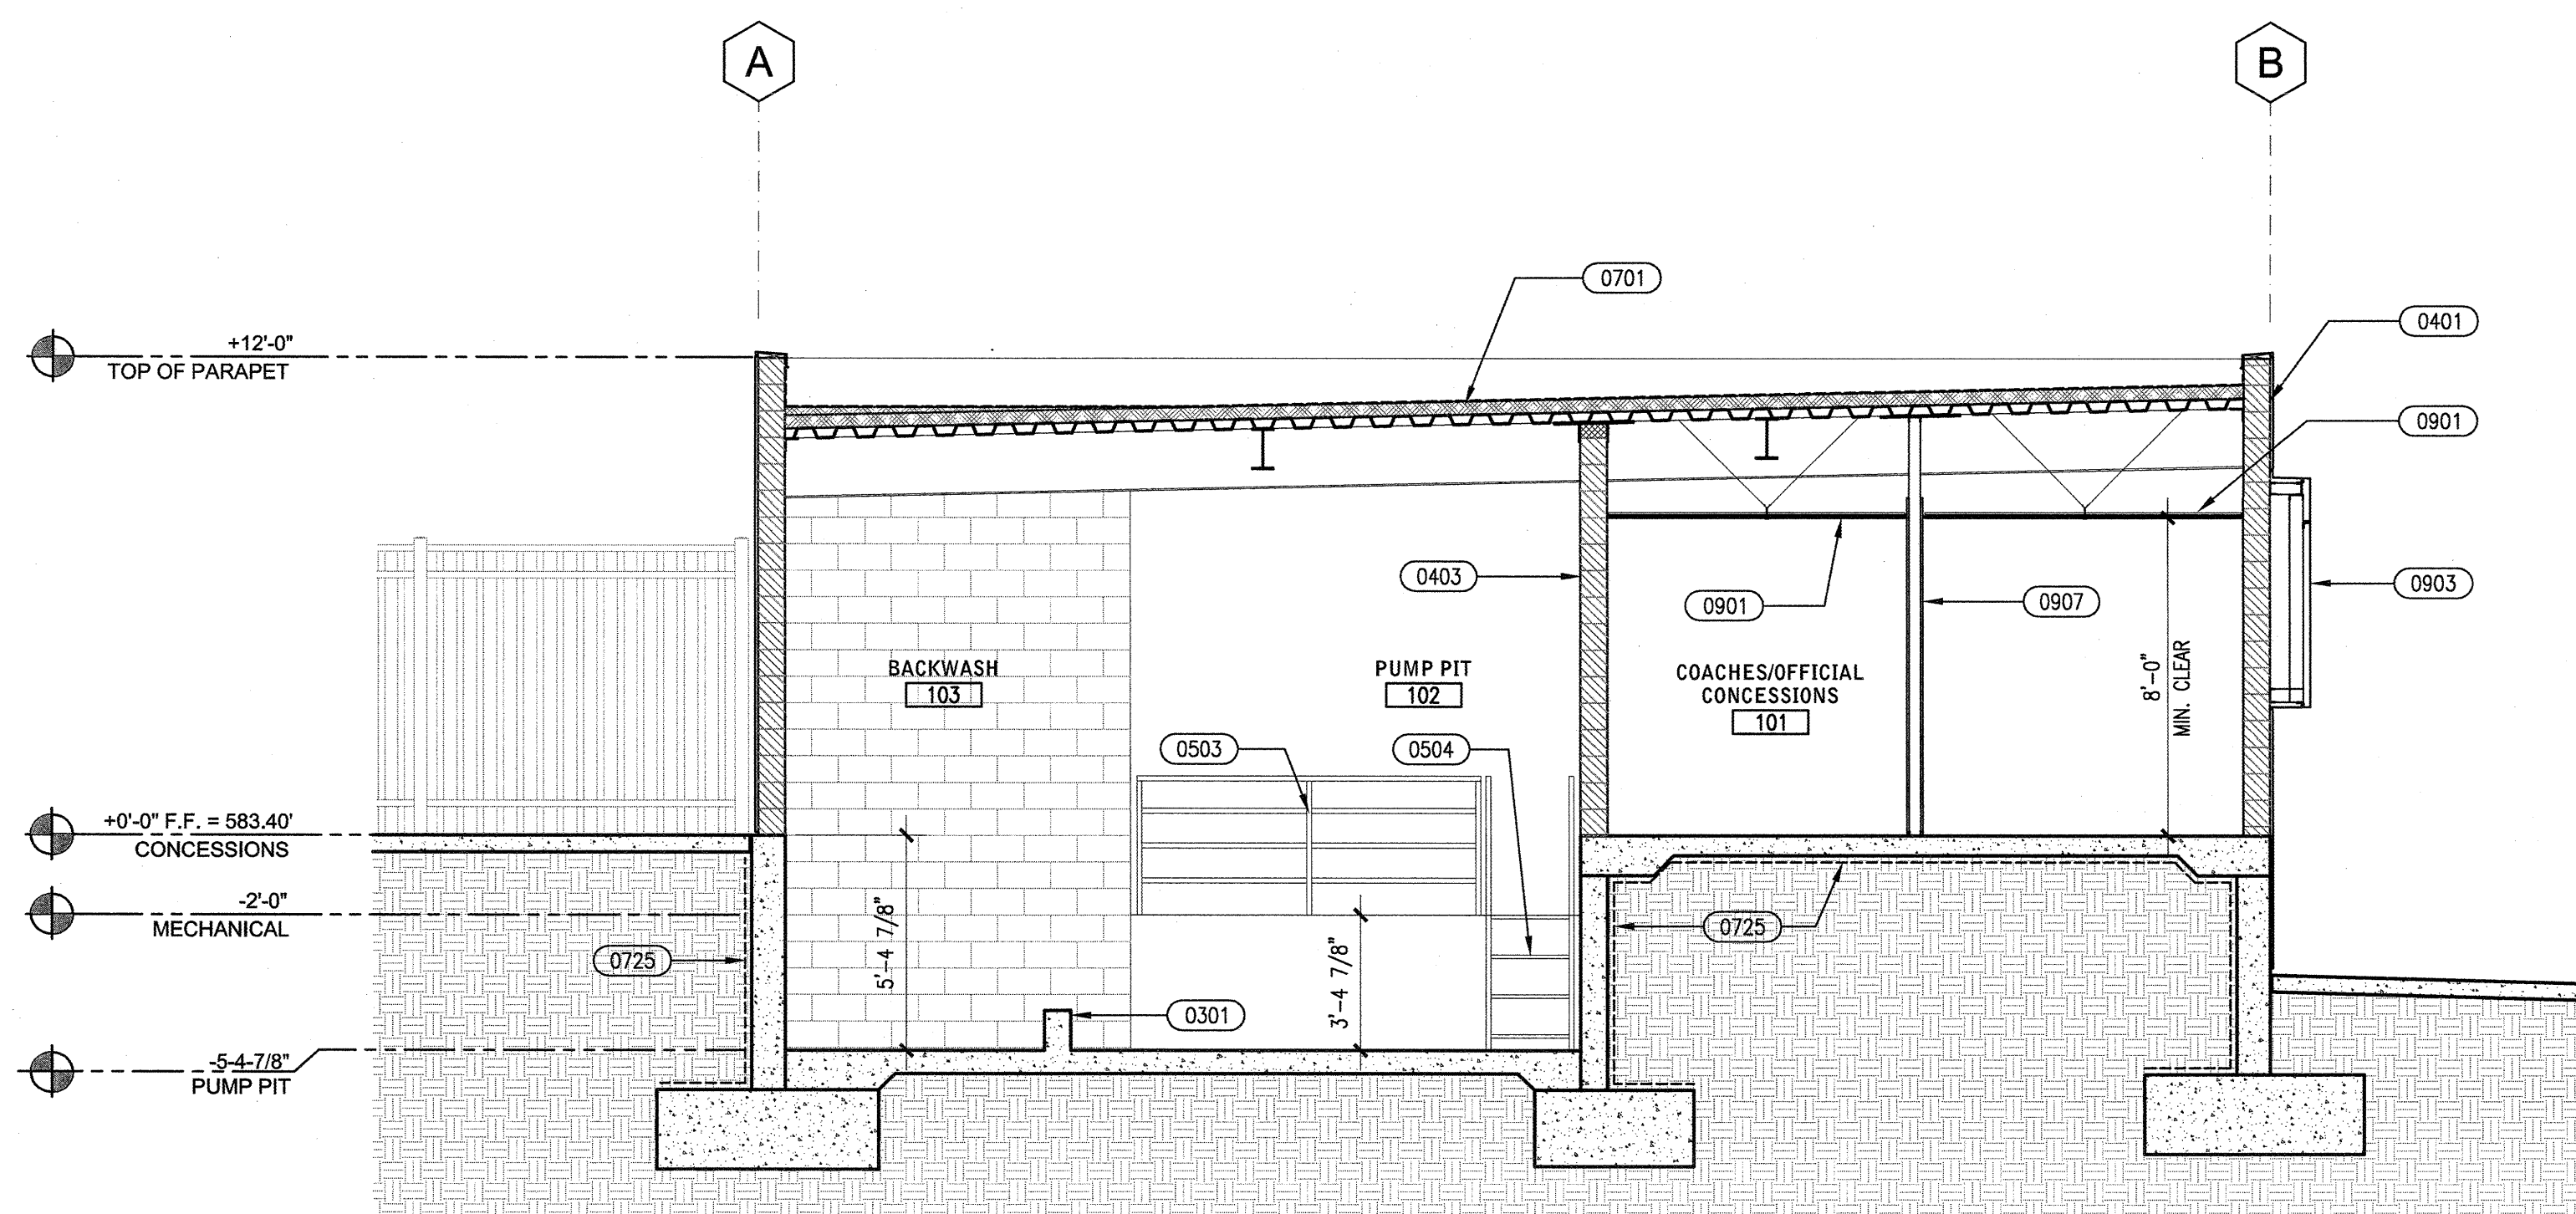 A
B
0701
0401
+12'-0"
TOP OF PARAPET
0901
0403
0901
0907
0903
BACKWASH
103
PUMP PIT
102
COACHES/OFFICIAL
CONCESSIONS
101
8'-0"
MIN. CLEAR
0503
0504
+0'-0" F.F. = 583.40'
CONCESSIONS
-2'-0"
MECHANICAL
5'-4 7/8"
3'-4 7/8"
0725
0725
0301
-5-4-7/8"
PUMP PIT